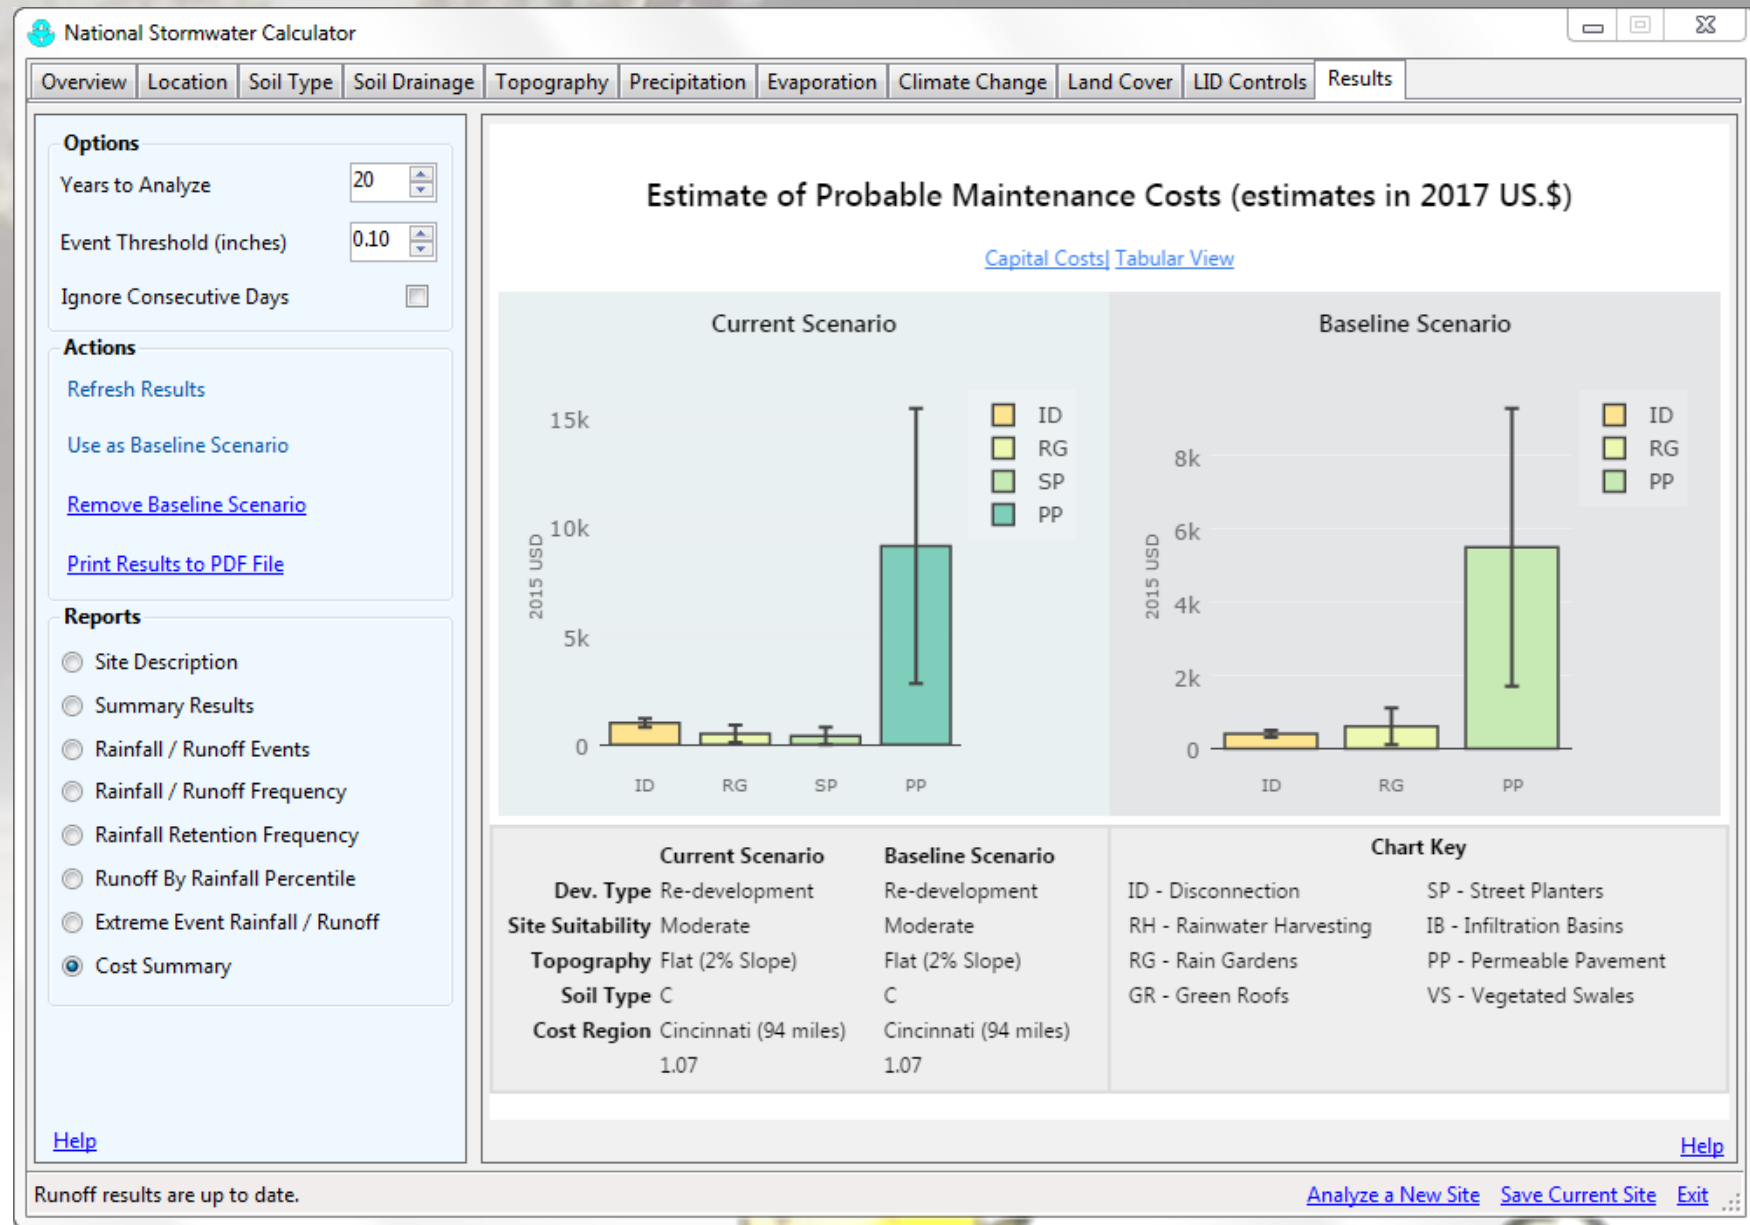 National Stormwater Calculator
Overview Location Soil Type Soil Drainage Topography Precipitation Evaporation Climate Change Land Cover LID Controls Results
Options
Years to Analyze 20
Event Threshold (inches) 0.10
Ignore Consecutive Days
Actions
Refresh Results
Use as Baseline Scenario
Remove Baseline Scenario
Print Results to PDF File
Reports
Site Description
Summary Results
Rainfall / Runoff Events
Rainfall / Runoff Frequency
Rainfall Retention Frequency
Runoff By Rainfall Percentile
Extreme Event Rainfall / Runoff
Cost Summary
Help
Estimate of Probable Maintenance Costs (estimates in 2017 US.$)
Capital Costs| Tabular View
Current Scenario
15k
10k
5k
0
2015 USD
ID RG SP PP
ID
RG
SP
PP
Baseline Scenario
8k
6k
4k
2k
0
2015 USD
ID RG PP
ID
RG
PP
Current Scenario Baseline Scenario
Dev. Type Re-development Re-development
Site Suitability Moderate Moderate
Topography Flat (2% Slope) Flat (2% Slope)
Soil Type C C
Cost Region Cincinnati (94 miles) Cincinnati (94 miles)
1.07 1.07
Chart Key
ID - Disconnection SP - Street Planters
RH - Rainwater Harvesting IB - Infiltration Basins
RG - Rain Gardens PP - Permeable Pavement
GR - Green Roofs VS - Vegetated Swales
Help
Runoff results are up to date.
Analyze a New Site Save Current Site Exit